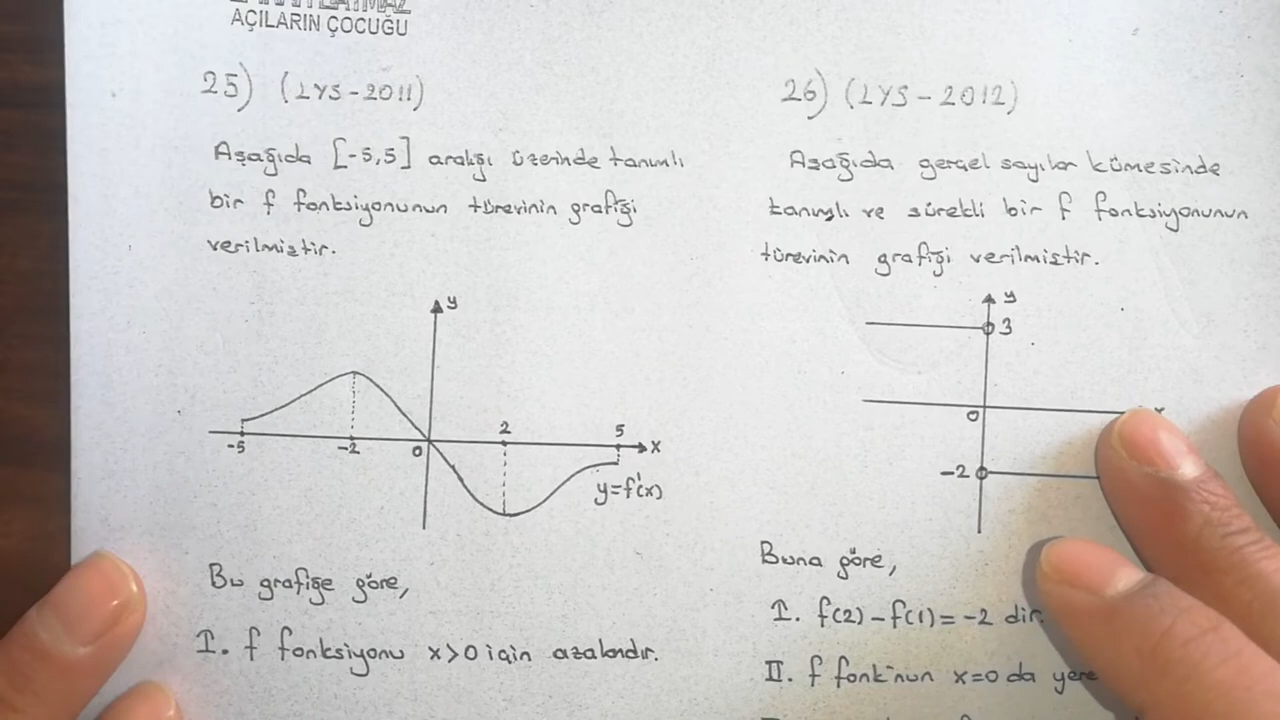 AÇILARIN ÇOCUĞU
25) (LYS-2011)
Aşağıda [-5,5] aralığı üzerinde tanımlı
bir f fonksiyonunun türevinin grafiği
verilmiştir.
y
-5 -2 0 2 5 x
y=f'(x)
Bu grafiğe göre,
I. f fonksiyonu x>0 için azalandır.
26) (LYS-2012)
Aşağıda gerçel sayılar kümesinde
tanımlı ve sürekli bir f fonksiyonunun
türevinin grafiği verilmiştir.
y
3
0
-2
Buna göre,
I. f(2)-f(1)=-2 dir.
II. f fonk'nun x=0 da